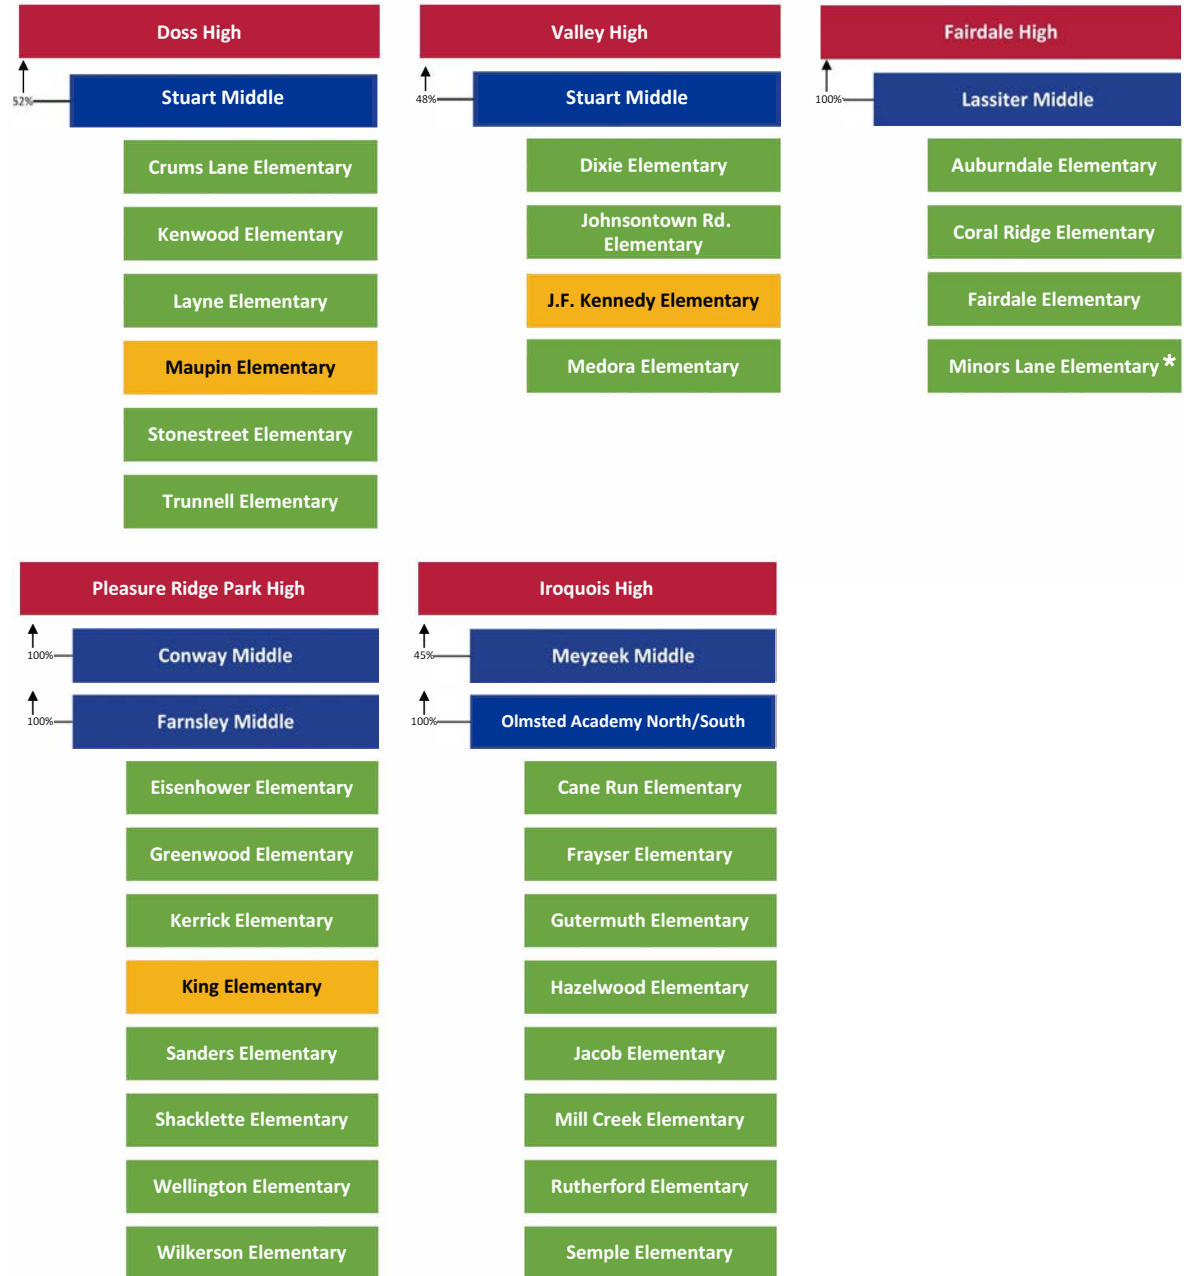 Doss High
52%
Stuart Middle
Crums Lane Elementary
Kenwood Elementary
Layne Elementary
Maupin Elementary
Stonestreet Elementary
Trunnell Elementary
Valley High
48%
Stuart Middle
Dixie Elementary
Johnsontown Rd.
Elementary
J.F. Kennedy Elementary
Medora Elementary
Fairdale High
100%
Lassiter Middle
Auburndale Elementary
Coral Ridge Elementary
Fairdale Elementary
Minors Lane Elementary *
Pleasure Ridge Park High
100%
Conway Middle
100%
Farnsley Middle
Eisenhower Elementary
Greenwood Elementary
Kerrick Elementary
King Elementary
Sanders Elementary
Shacklette Elementary
Wellington Elementary
Wilkerson Elementary
Iroquois High
45%
Meyzeek Middle
100%
Olmsted Academy North/South
Cane Run Elementary
Frayser Elementary
Gutermuth Elementary
Hazelwood Elementary
Jacob Elementary
Mill Creek Elementary
Rutherford Elementary
Semple Elementary